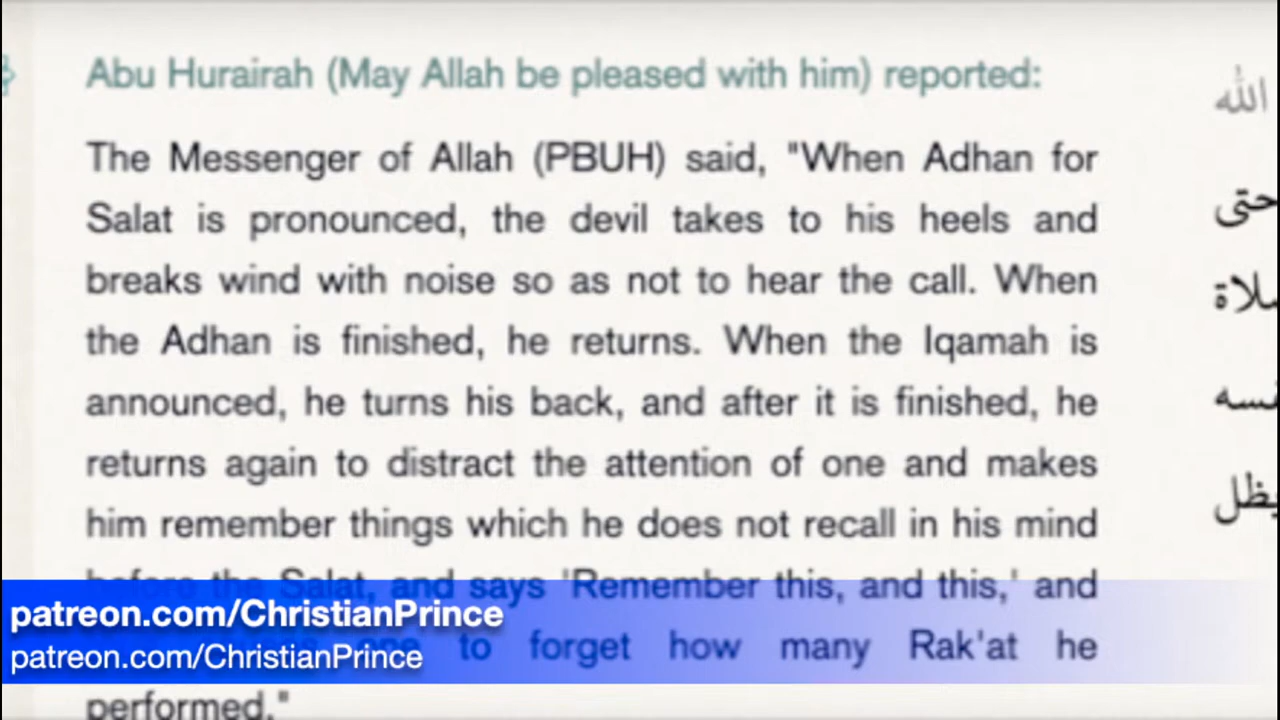 Abu Hurairah (May Allah be pleased with him) reported:
The Messenger of Allah (PBUH) said, "When Adhan for
Salat is pronounced, the devil takes to his heels and
breaks wind with noise so as not to hear the call. When
the Adhan is finished, he returns. When the Iqamah is
announced, he turns his back, and after it is finished, he
returns again to distract the attention of one and makes
him remember things which he does not recall in his mind
before the Salat, and says 'Remember this, and this,' and
to forget how many Rak'at he
performed."
patreon.com/ChristianPrince
patreon.com/ChristianPrince
الله
حتى